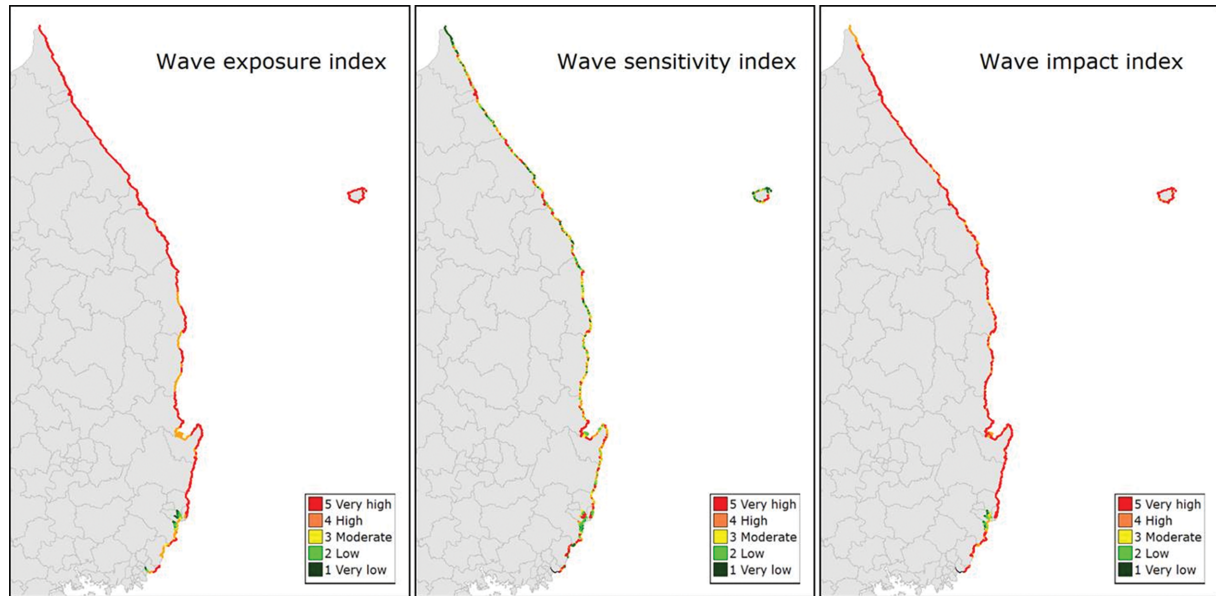 Wave exposure index
5 Very high
4 High
3 Moderate
2 Low
1 Very low
Wave sensitivity index
5 Very high
4 High
3 Moderate
2 Low
1 Very low
Wave impact index
5 Very high
4 High
3 Moderate
2 Low
1 Very low